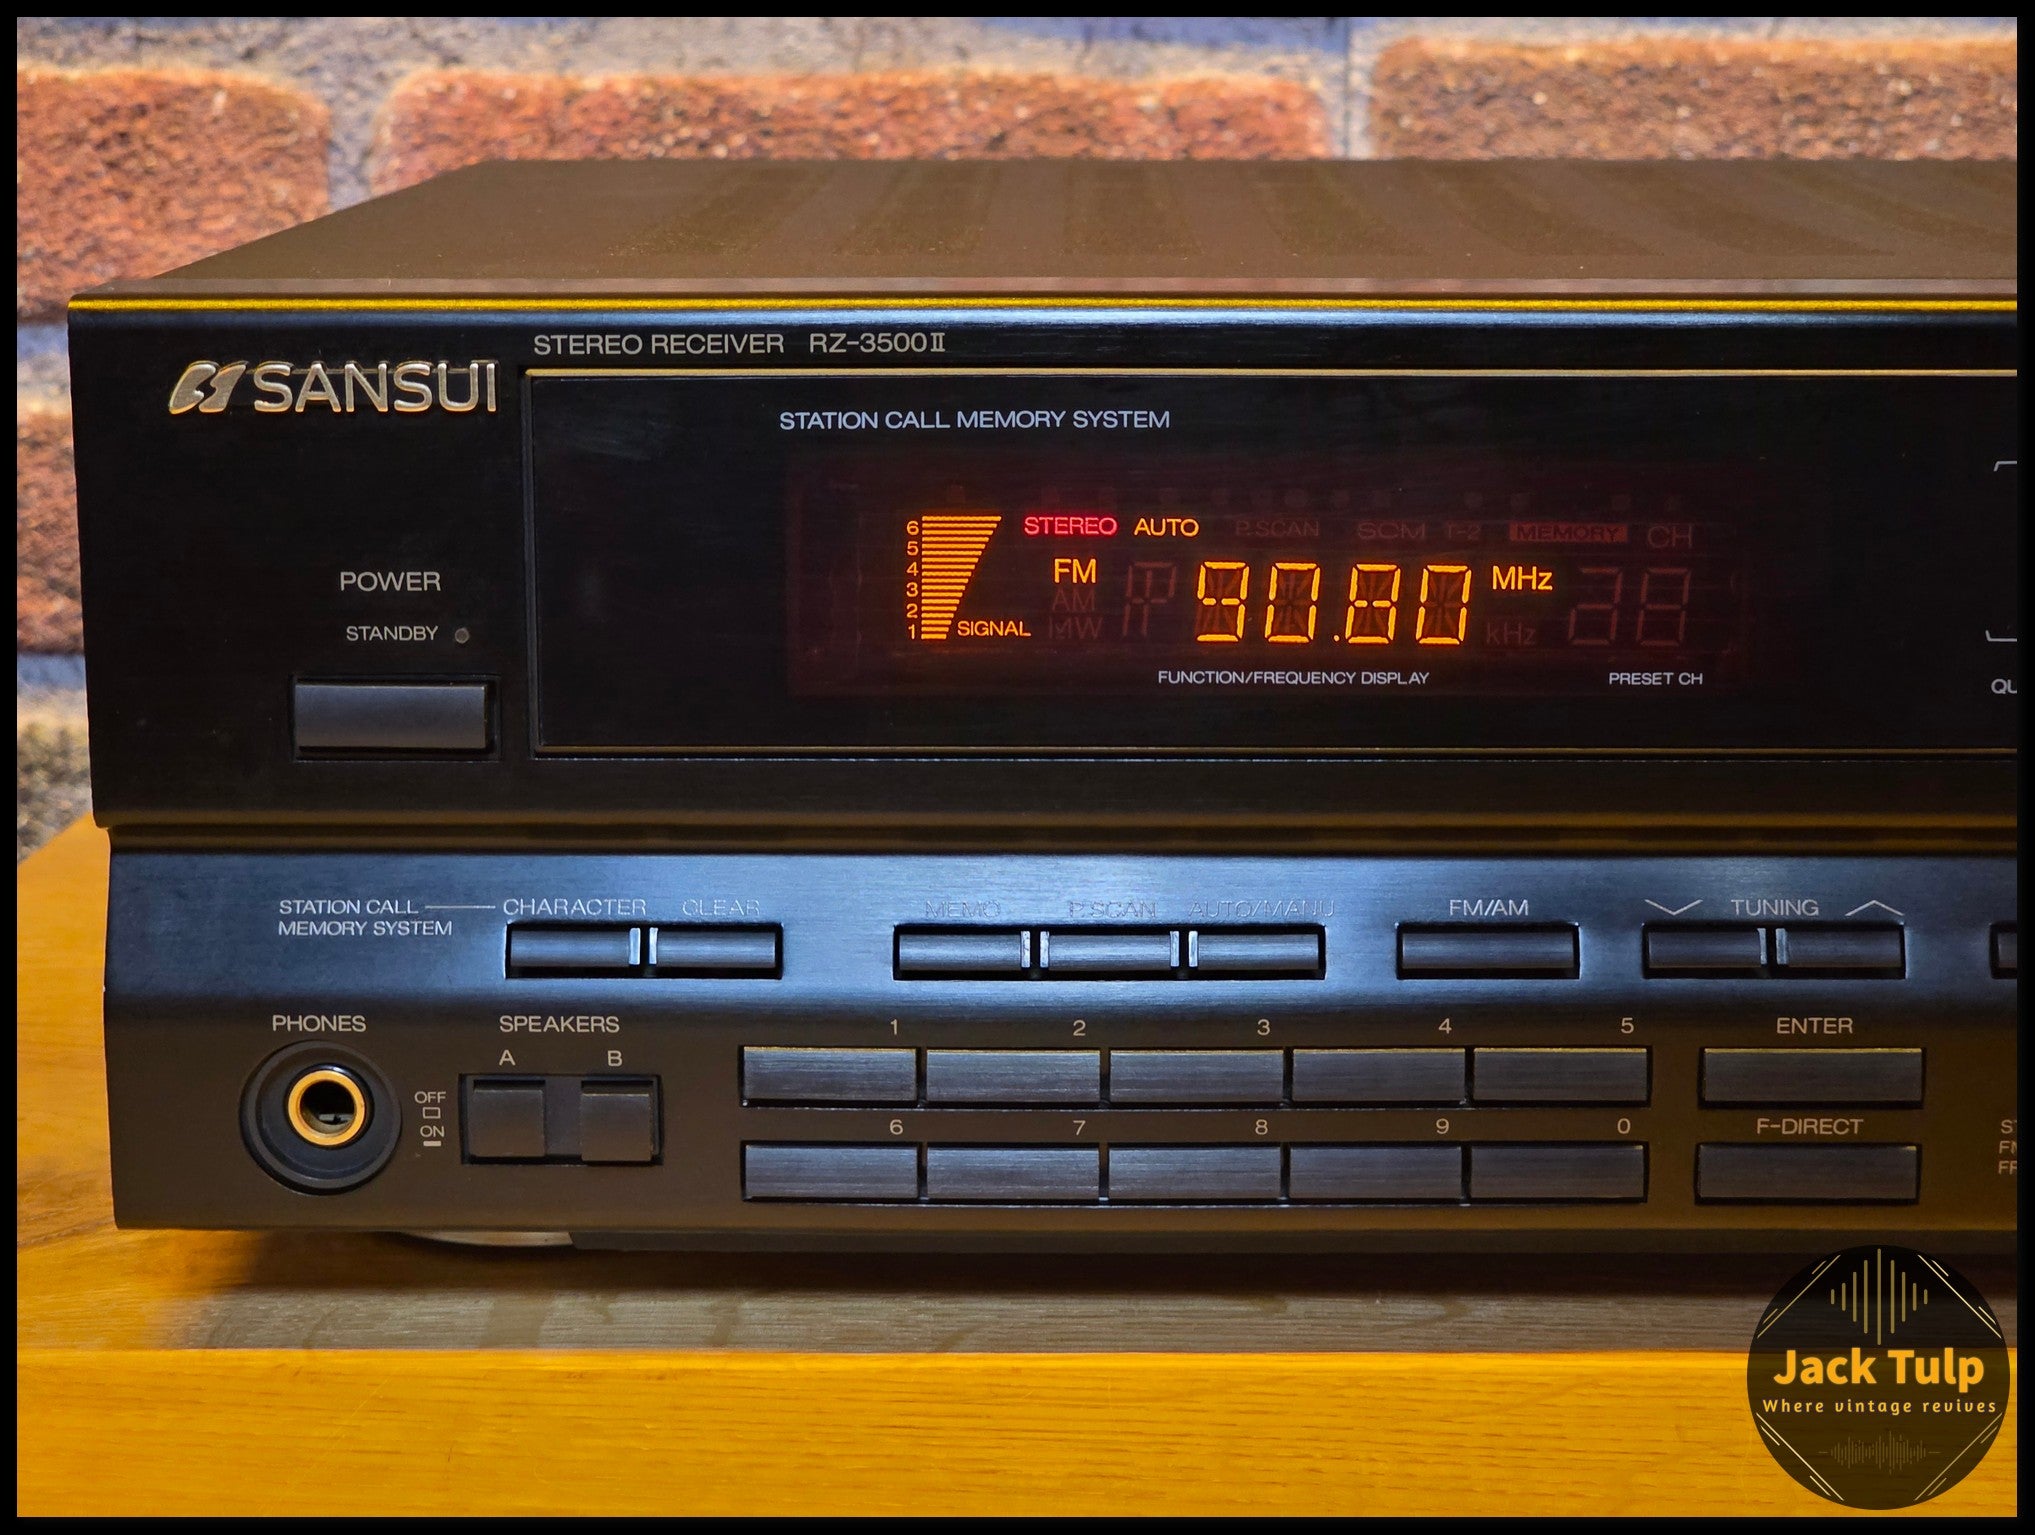 STEREO RECEIVER RZ-3500II
SANSUI
STATION CALL MEMORY SYSTEM
6 STEREO AUTO P.SCAN SCM T-2 MEMORY CH
5
4 FM 90.80 MHz
3 AM
2 MW kHz
1 SIGNAL
FUNCTION/FREQUENCY DISPLAY PRESET CH
POWER
STANDBY
QU
STATION CALL CHARACTER CLEAR MEMO P.SCAN AUTO/MANU FM/AM TUNING
MEMORY SYSTEM
PHONES SPEAKERS 1 2 3 4 5 ENTER
A B
OFF
ON
6 7 8 9 0 F-DIRECT
Jack Tulp
Where vintage revives